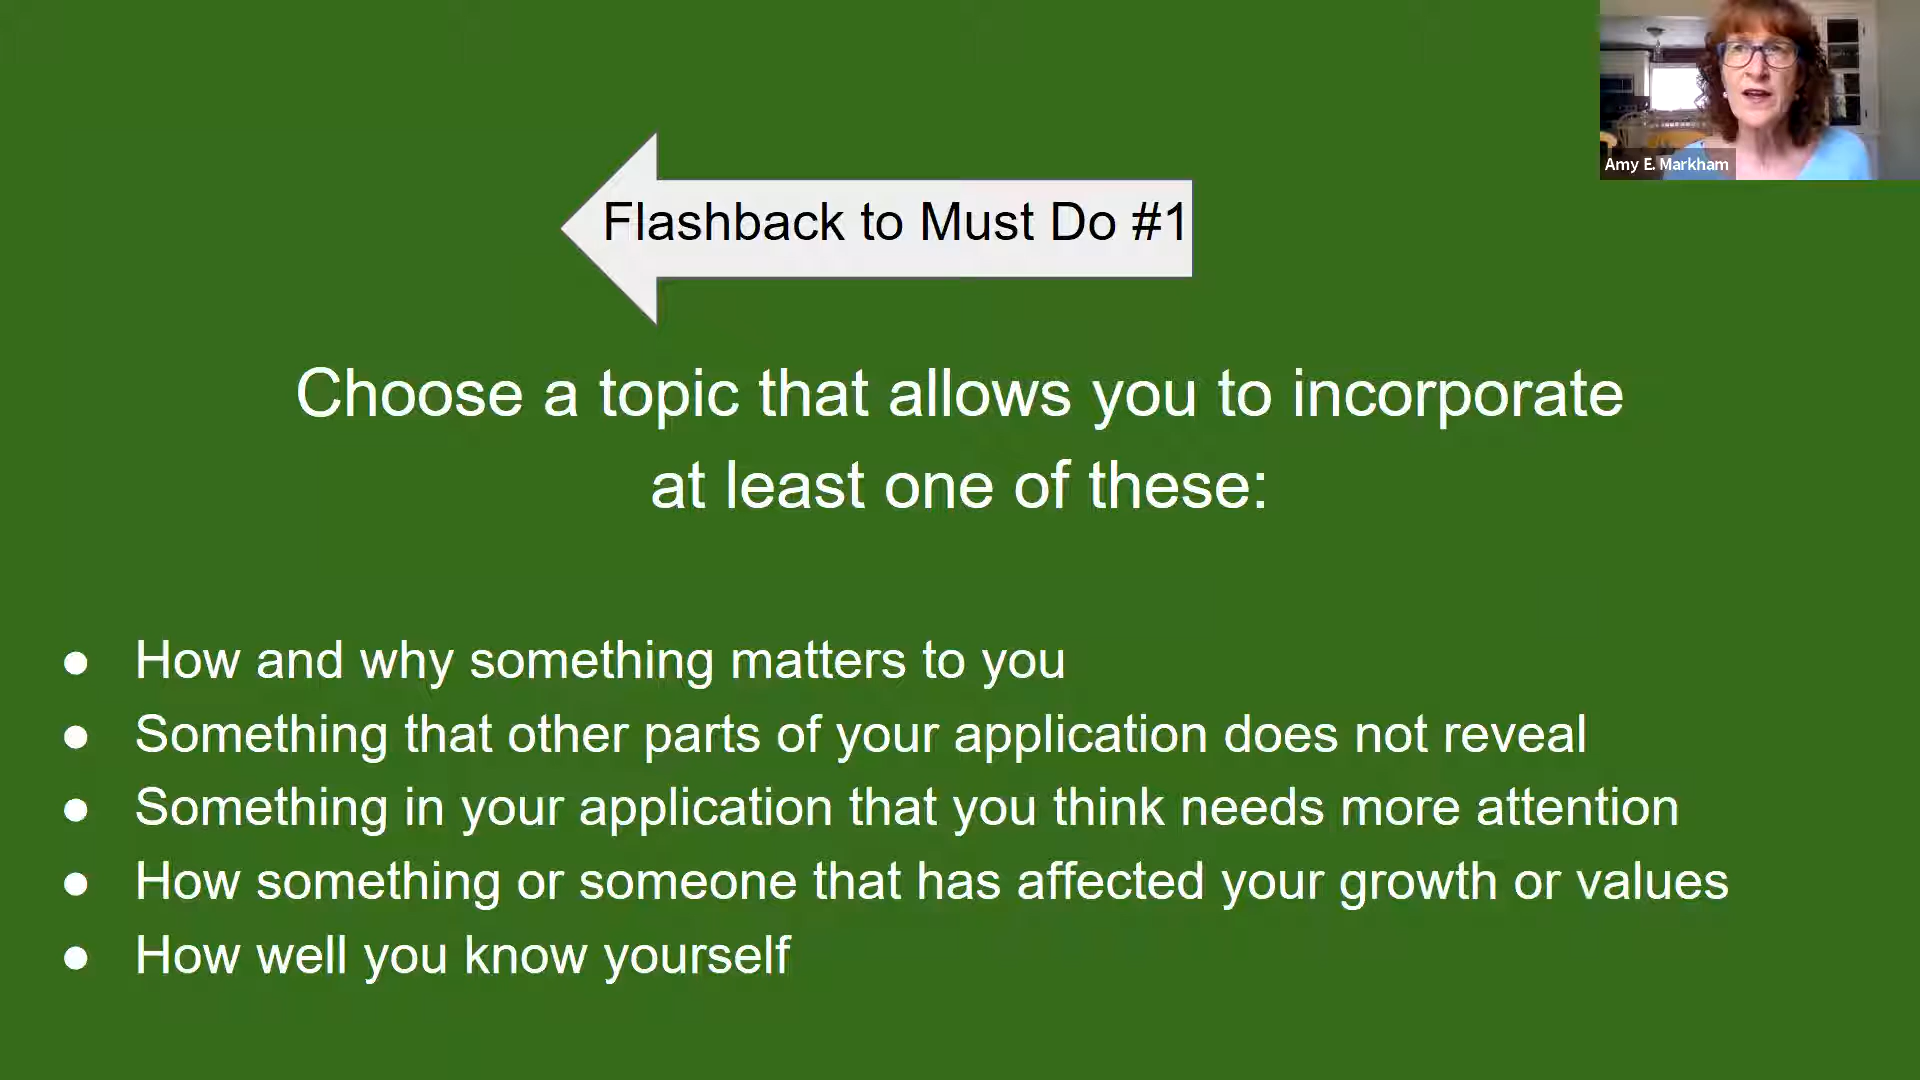 Amy E. Markham
Flashback to Must Do #1
Choose a topic that allows you to incorporate
at least one of these:
● How and why something matters to you
● Something that other parts of your application does not reveal
● Something in your application that you think needs more attention
● How something or someone that has affected your growth or values
● How well you know yourself